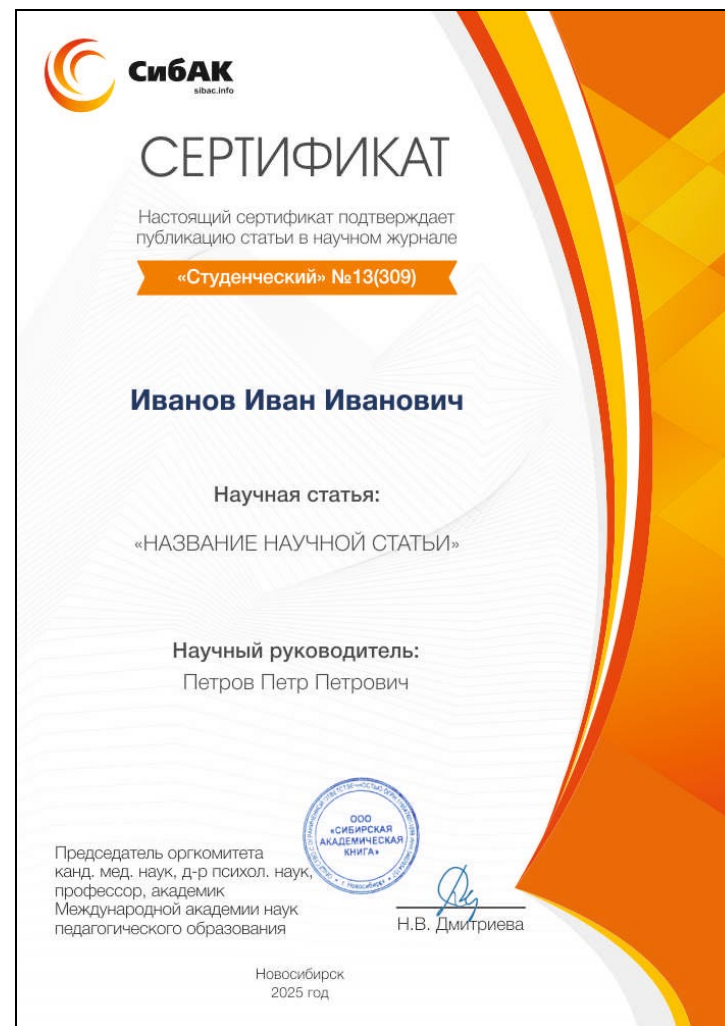 СибАК
sibac.info
СЕРТИФИКАТ
Настоящий сертификат подтверждает
публикацию статьи в научном журнале
«Студенческий» №13(309)
Иванов Иван Иванович
Научная статья:
«НАЗВАНИЕ НАУЧНОЙ СТАТЬИ»
Научный руководитель:
Петров Петр Петрович
ООО
«СИБИРСКАЯ
АКАДЕМИЧЕСКАЯ
КНИГА»
г. Новосибирск
Председатель оргкомитета
канд. мед. наук, д-р психол. наук,
профессор, академик
Международной академии наук
педагогического образования
Н.В. Дмитриева
Новосибирск
2025 год